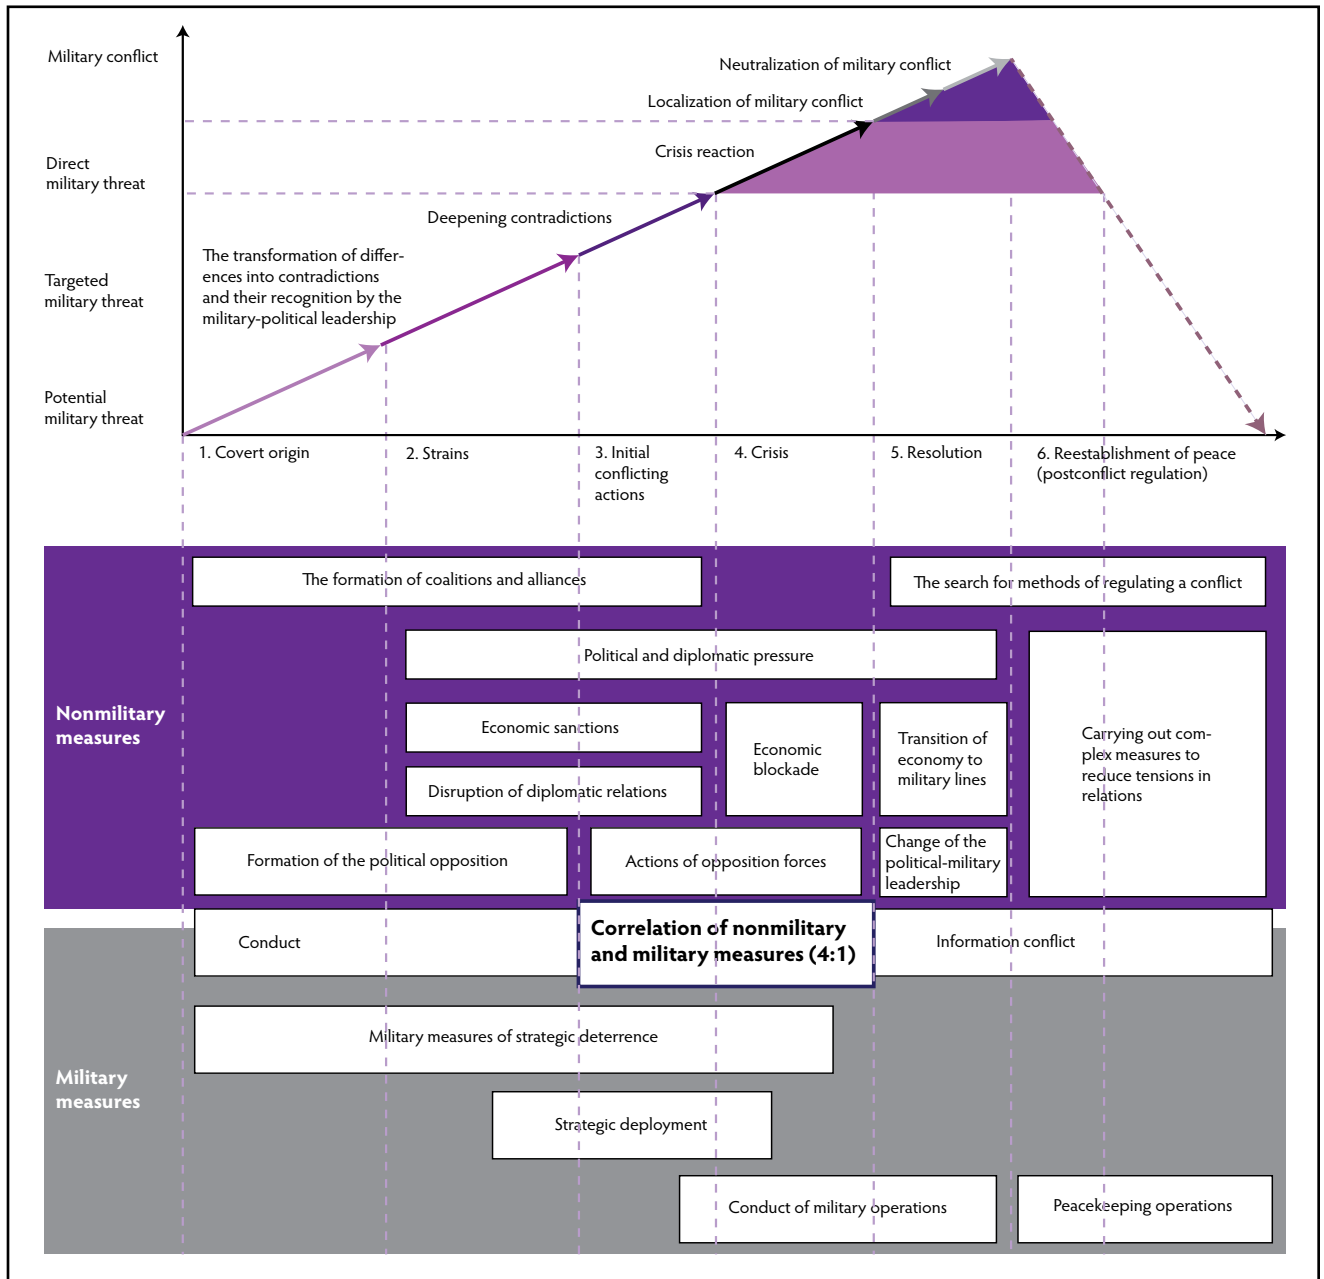 Military conflict
Neutralization of military conflict
Localization of military conflict
Direct
military threat
Crisis reaction
Deepening contradictions
The transformation of differ-
ences into contradictions
and their recognition by the
military-political leadership
Targeted
military threat
Potential
military threat
1. Covert origin
2. Strains
3. Initial
conflicting
actions
4. Crisis
5. Resolution
6. Reestablishment of peace
(postconflict regulation)
Nonmilitary
measures
The formation of coalitions and alliances
The search for methods of regulating a conflict
Political and diplomatic pressure
Economic sanctions
Disruption of diplomatic relations
Economic
blockade
Transition of
economy to
military lines
Carrying out com-
plex measures to
reduce tensions in
relations
Formation of the political opposition
Actions of opposition forces
Change of the
political-military
leadership
Conduct
Correlation of nonmilitary
and military measures (4:1)
Information conflict
Military
measures
Military measures of strategic deterrence
Strategic deployment
Conduct of military operations
Peacekeeping operations